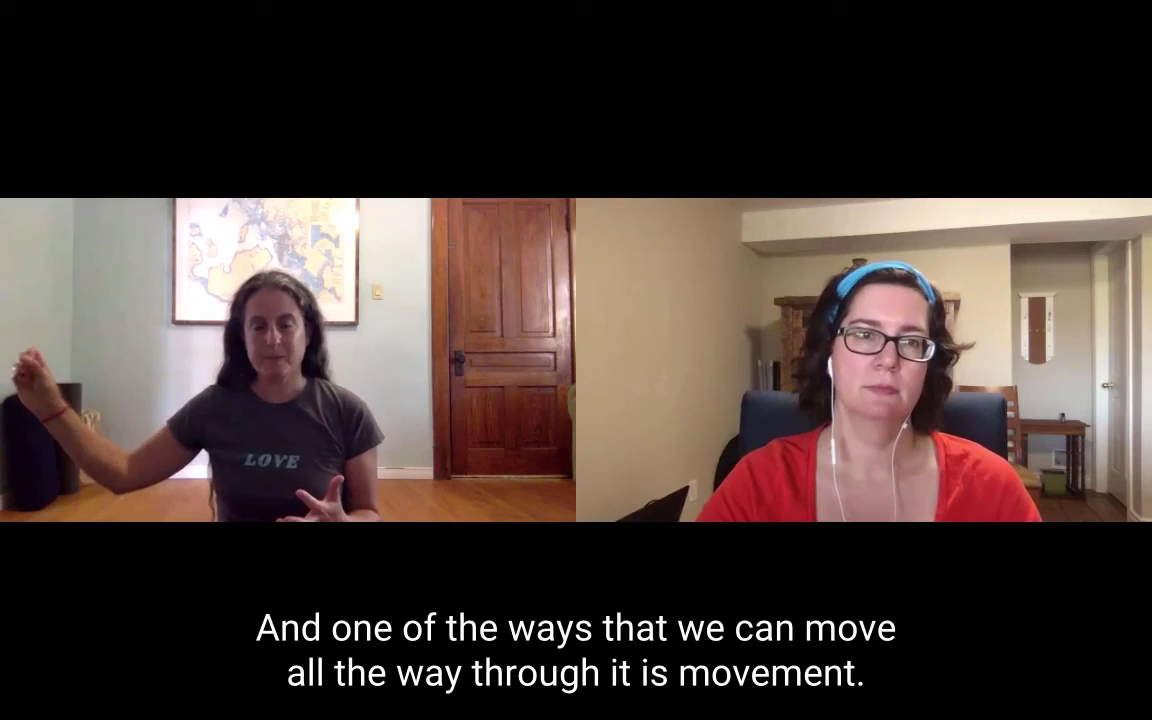 LOVE
And one of the ways that we can move
all the way through it is movement.